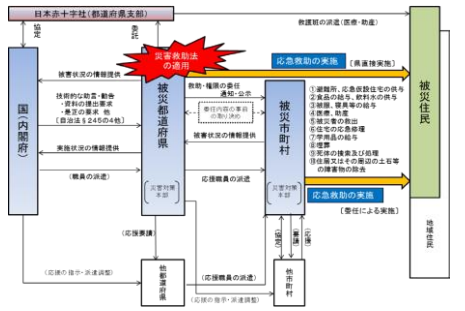 日本赤十字社(都道府県支部)
救護班の派遣(医療・助産)
協定
委託
災害救助法
の適用
応急救助の実施
[県直接実施]
被害状況の情報提供
救助・権限の委任
通知・公示
技術的な助言・勧告
・資料の提出要求
・是正の要求 他
[自治法§245の4他]
委任内容の事前
の取り決め
被害状況の情報提供
実施状況の情報提供
(職員の派遣)
応援職員の派遣
国(内閣府)
被災都道府県
災害対策
本部
被災市町村
災害対策
本部
①避難所、応急仮設住宅の供与
②食品の給与、飲料水の供与
③被服、寝具等の給与
④医療、助産
⑤被災者の救出
⑥住宅の応急修理
⑦学用品の給与
⑧埋葬
⑨死体の捜索及び処理
⑩住居又はその周辺の土石等
の障害物の除去
応急救助の実施
[委任による実施]
被災住民
地域住民
(応援要請)
(協定)
(要請)
(応援)
(応援の指示・派遣調整)
他都道府県
(応援職員の派遣)
(応援の指示・派遣調整)
他市町村